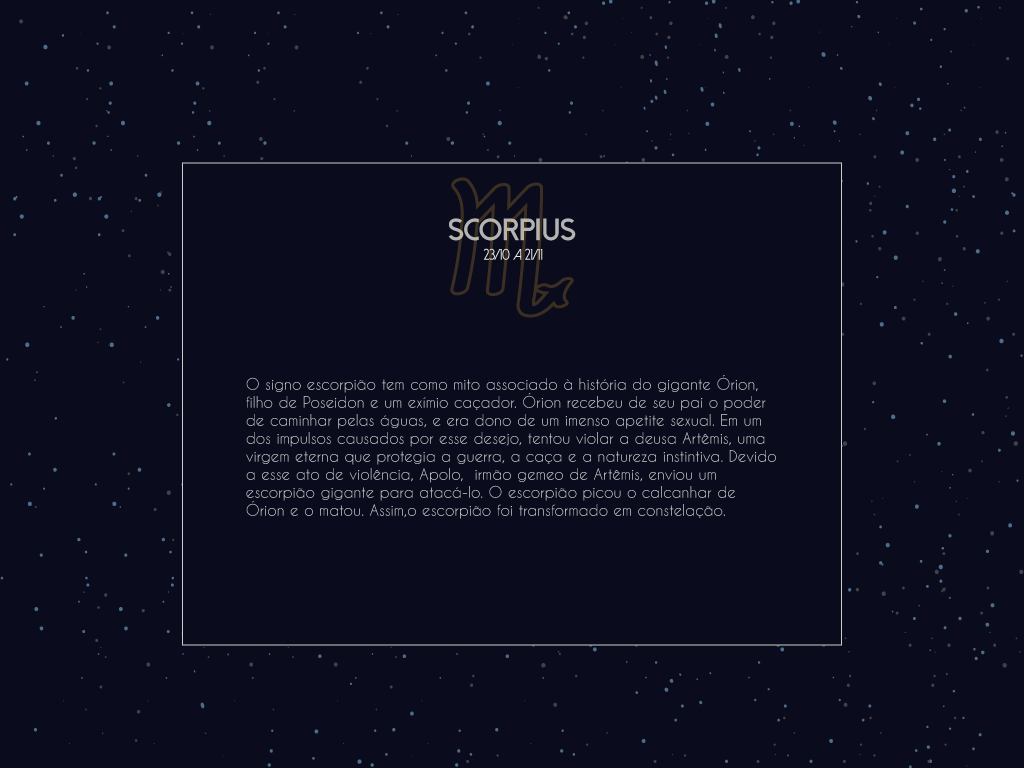 SCORPIUS
23/10 A 21/11
O signo escorpião tem como mito associado à história do gigante Órion,
filho de Poseidon e um exímio caçador. Órion recebeu de seu pai o poder
de caminhar pelas águas, e era dono de um imenso apetite sexual. Em um
dos impulsos causados por esse desejo, tentou violar a deusa Artêmis, uma
virgem eterna que protegia a guerra, a caça e a natureza instintiva. Devido
a esse ato de violência, Apolo,  irmão gemeo de Artêmis, enviou um
escorpião gigante para atacá-lo. O escorpião picou o calcanhar de
Órion e o matou. Assim,o escorpião foi transformado em constelação.